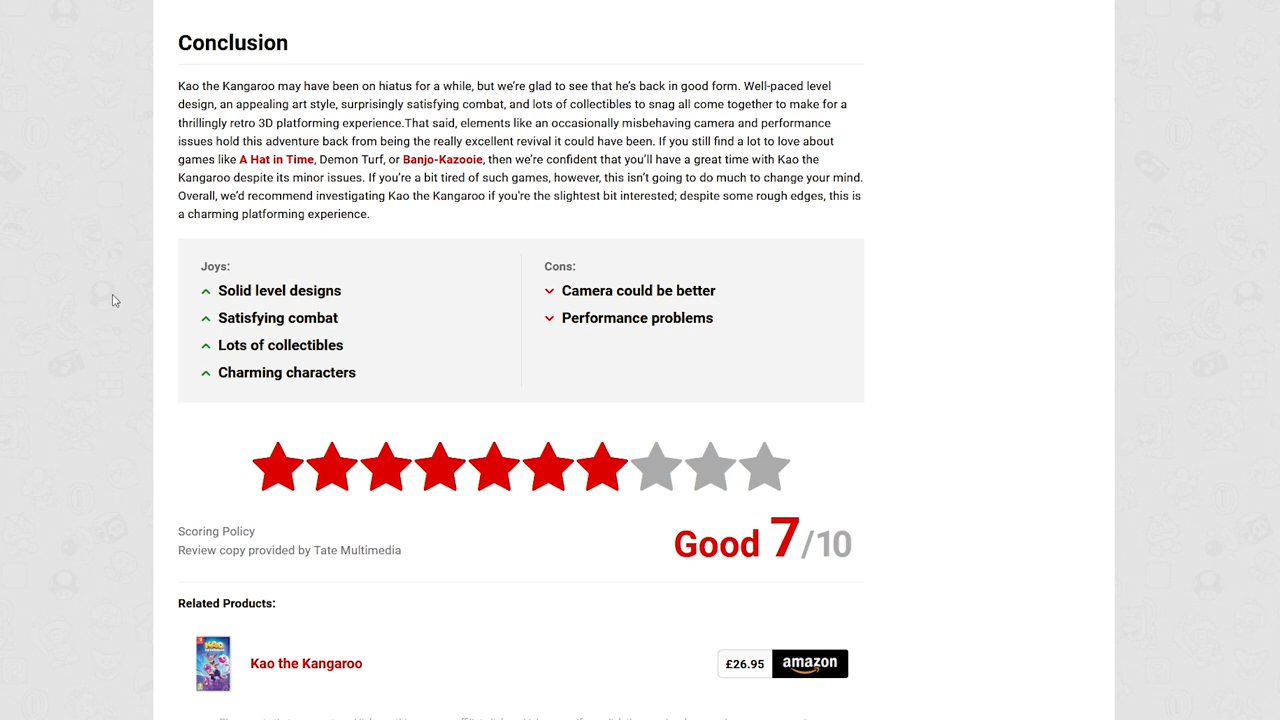 Conclusion
Kao the Kangaroo may have been on hiatus for a while, but we're glad to see that he's back in good form. Well-paced level
design, an appealing art style, surprisingly satisfying combat, and lots of collectibles to snag all come together to make for a
thrillingly retro 3D platforming experience.That said, elements like an occasionally misbehaving camera and performance
issues hold this adventure back from being the really excellent revival it could have been. If you still find a lot to love about
games like A Hat in Time, Demon Turf, or Banjo-Kazooie, then we're confident that you'll have a great time with Kao the
Kangaroo despite its minor issues. If you're a bit tired of such games, however, this isn't going to do much to change your mind.
Overall, we'd recommend investigating Kao the Kangaroo if you're the slightest bit interested; despite some rough edges, this is
a charming platforming experience.
Joys:
Solid level designs
Satisfying combat
Lots of collectibles
Charming characters
Cons:
Camera could be better
Performance problems
Scoring Policy
Review copy provided by Tate Multimedia
Good 7/10
Related Products:
KAO
Kao the Kangaroo
£26.95 amazon